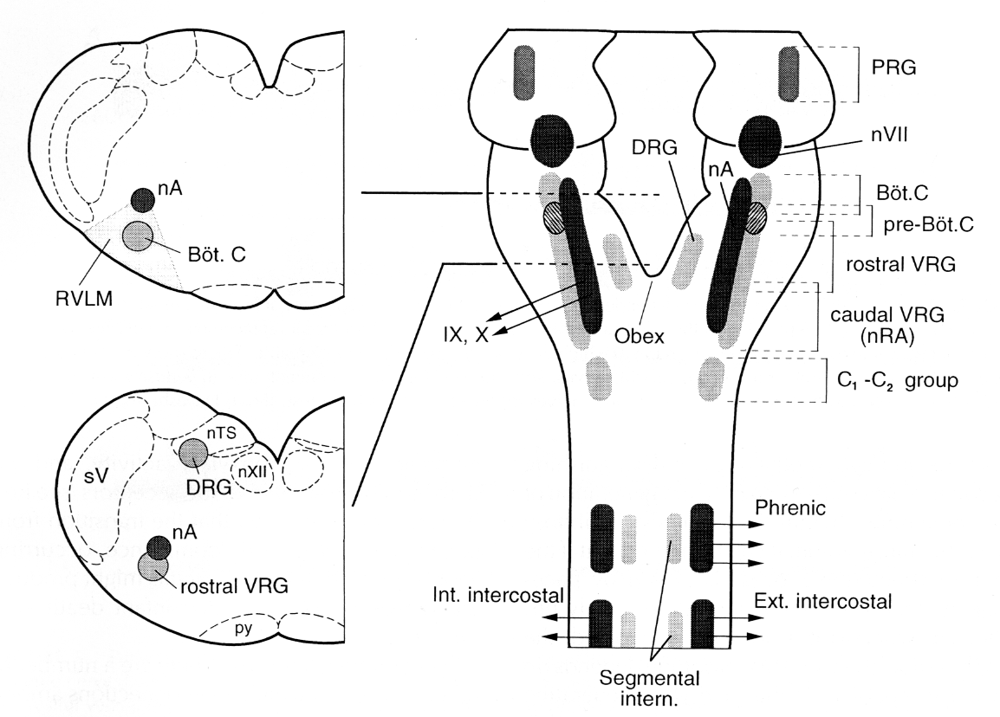 nA
Böt. C
RVLM
nTS
sV
DRG
nXII
nA
rostral VRG
py
PRG
nVII
DRG
nA
Böt.C
pre-Böt.C
rostral VRG
caudal VRG
(nRA)
IX, X
Obex
C₁ -C₂ group
Phrenic
Int. intercostal
Ext. intercostal
Segmental
intern.